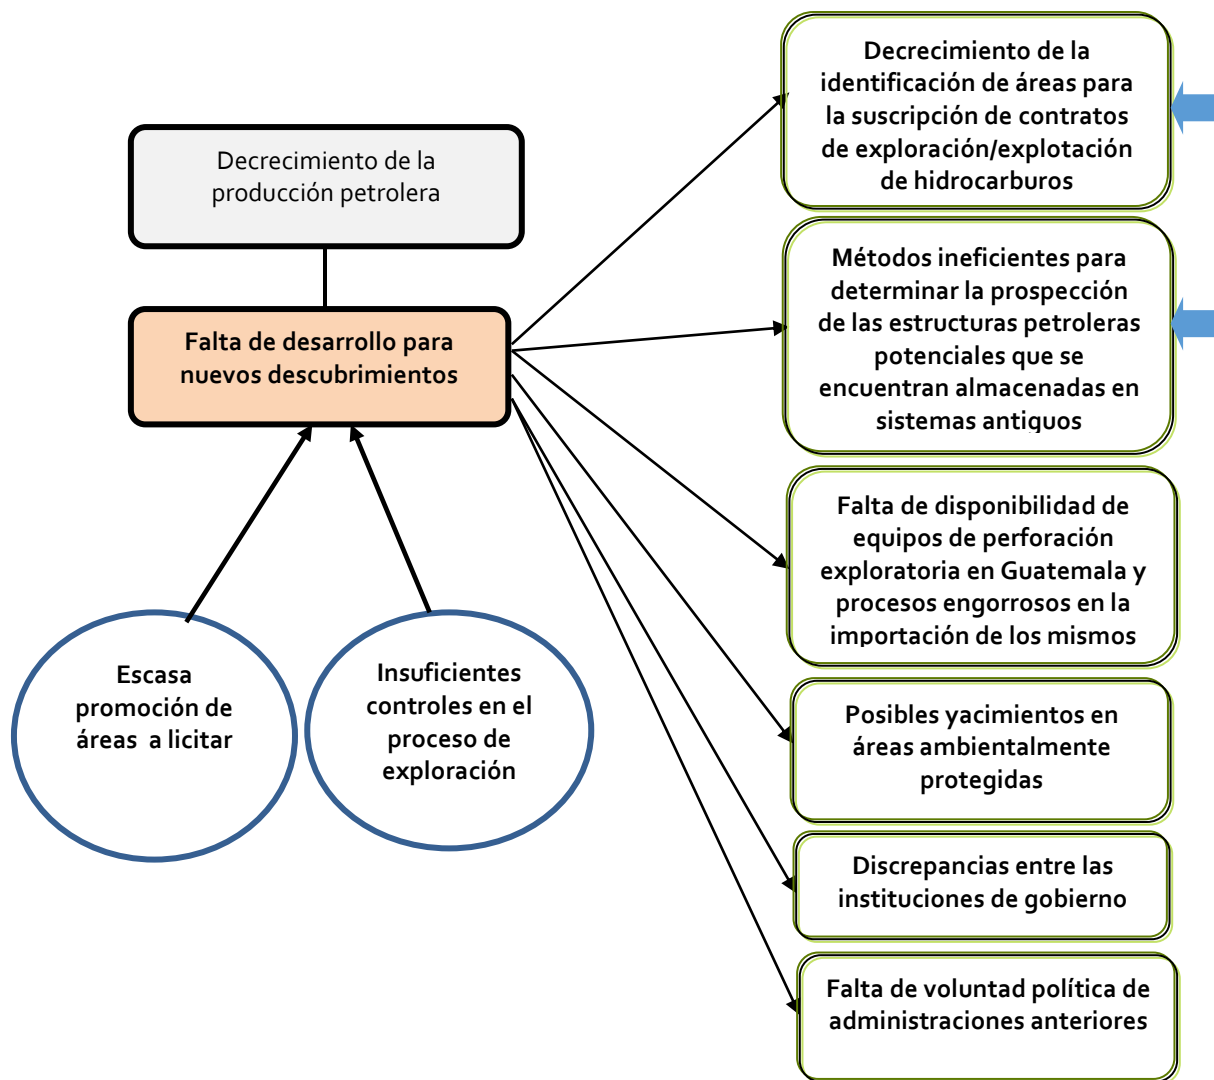 Decrecimiento de la
producción petrolera
Falta de desarrollo para
nuevos descubrimientos
Escasa
promoción de
áreas a licitar
Insuficientes
controles en el
proceso de
exploración
Decrecimiento de la
identificación de áreas para
la suscripción de contratos
de exploración/explotación
de hidrocarburos
Métodos ineficientes para
determinar la prospección
de las estructuras petroleras
potenciales que se
encuentran almacenadas en
sistemas antiguos
Falta de disponibilidad de
equipos de perforación
exploratoria en Guatemala y
procesos engorrosos en la
importación de los mismos
Posibles yacimientos en
áreas ambientalmente
protegidas
Discrepancias entre las
instituciones de gobierno
Falta de voluntad política de
administraciones anteriores